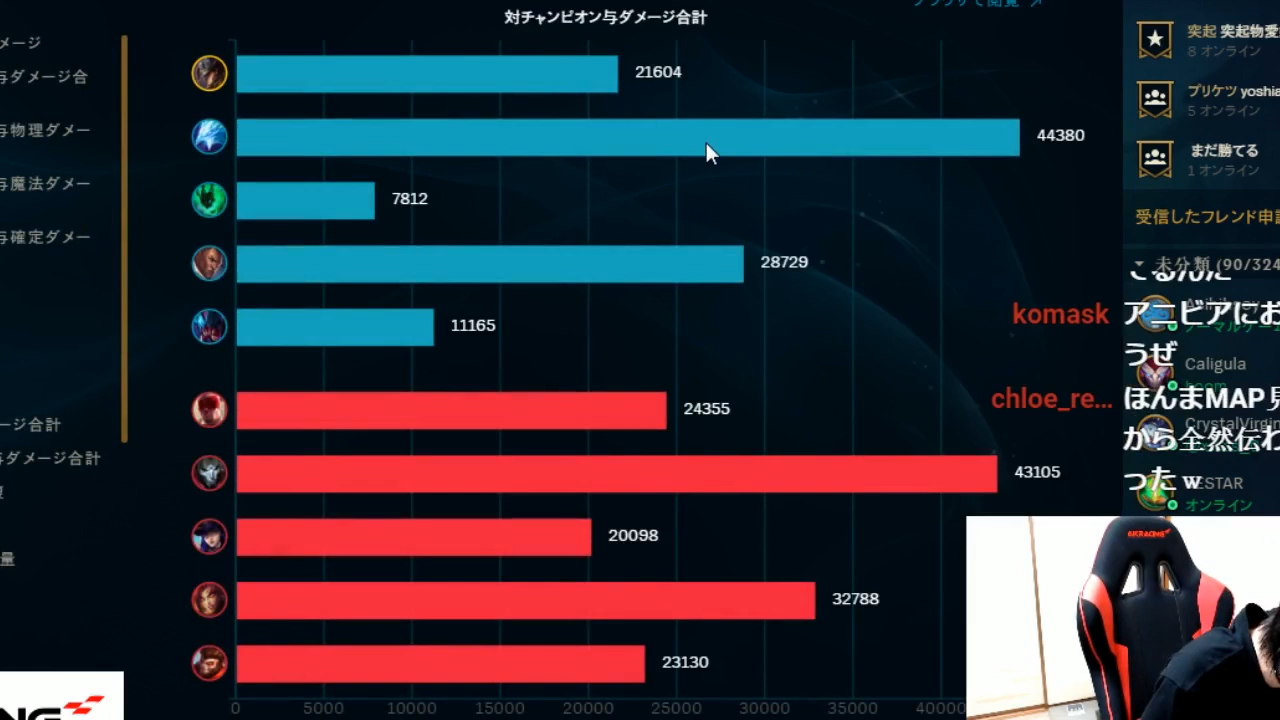 対チャンピオン与ダメージ合計
メージ
与ダメージ合
与物理ダメー
与魔法ダメー
与確定ダメー
ージ合計
与ダメージ合計
量
21604
44380
7812
28729
11165
24355
43105
20098
32788
23130
0
5000
10000
15000
20000
25000
30000
35000
40000
突起 突起物愛
8 オンライン
プリケツ yoshia
5 オンライン
まだ勝てる
1 オンライン
受信したフレンド申
未分類 (90/324
komask アニビアにお
うぜ
Caligula
chloe_re... ほんまMAP見
から全然伝わ
CrystalVirgin
った w
STAR
オンライン
AKRACING
NG